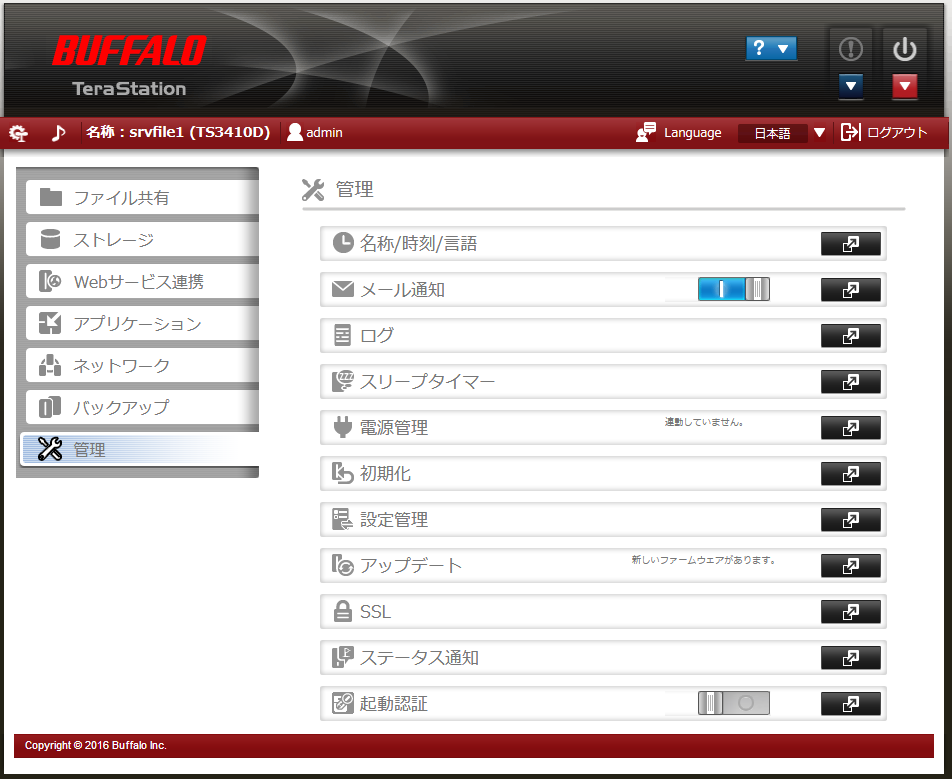 BUFFALO
TeraStation
?
名称：srvfile1 (TS3410D)
admin
Language
日本語
ログアウト
ファイル共有
ストレージ
Webサービス連携
アプリケーション
ネットワーク
バックアップ
管理
管理
名称/時刻/言語
メール通知
ログ
スリープタイマー
電源管理
連動していません。
初期化
設定管理
アップデート
新しいファームウェアがあります。
SSL
ステータス通知
起動認証
Copyright © 2016 Buffalo Inc.